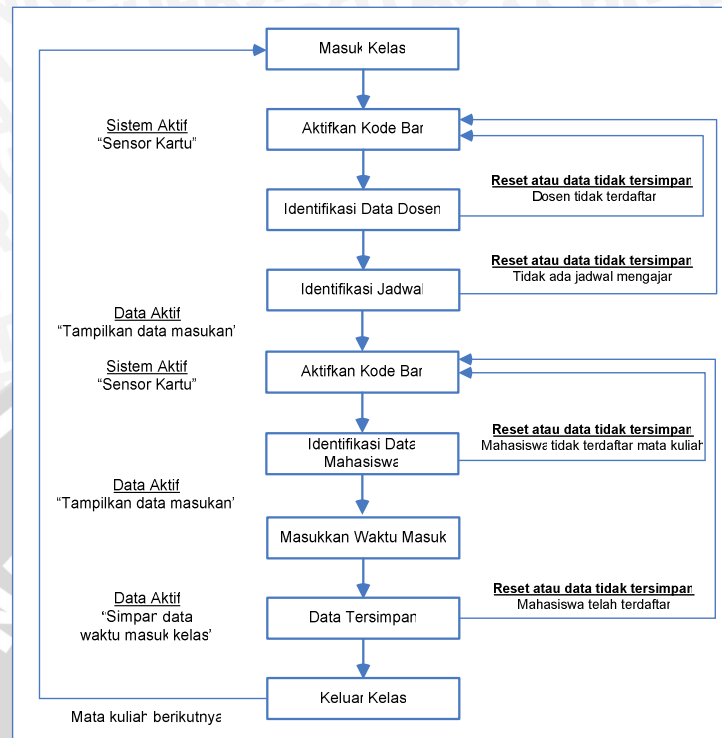 Masuk Kelas
Sistem Aktif
“Sensor Kartu”
Aktifkan Kode Bar
Reset atau data tidak tersimpan
Dosen tidak terdaftar
Identifikasi Data Dosen
Reset atau data tidak tersimpan
Tidak ada jadwal mengajar
Identifikasi Jadwal
Data Aktif
“Tampilkan data masukan”
Sistem Aktif
“Sensor Kartu”
Aktifkan Kode Bar
Reset atau data tidak tersimpan
Mahasiswa tidak terdaftar mata kuliah
Identifikasi Data
Mahasiswa
Data Aktif
“Tampilkan data masukan”
Masukkan Waktu Masuk
Data Aktif
“Simpan data
waktu masuk kelas”
Reset atau data tidak tersimpan
Mahasiswa telah terdaftar
Data Tersimpan
Keluar Kelas
Mata kuliah berikutnya